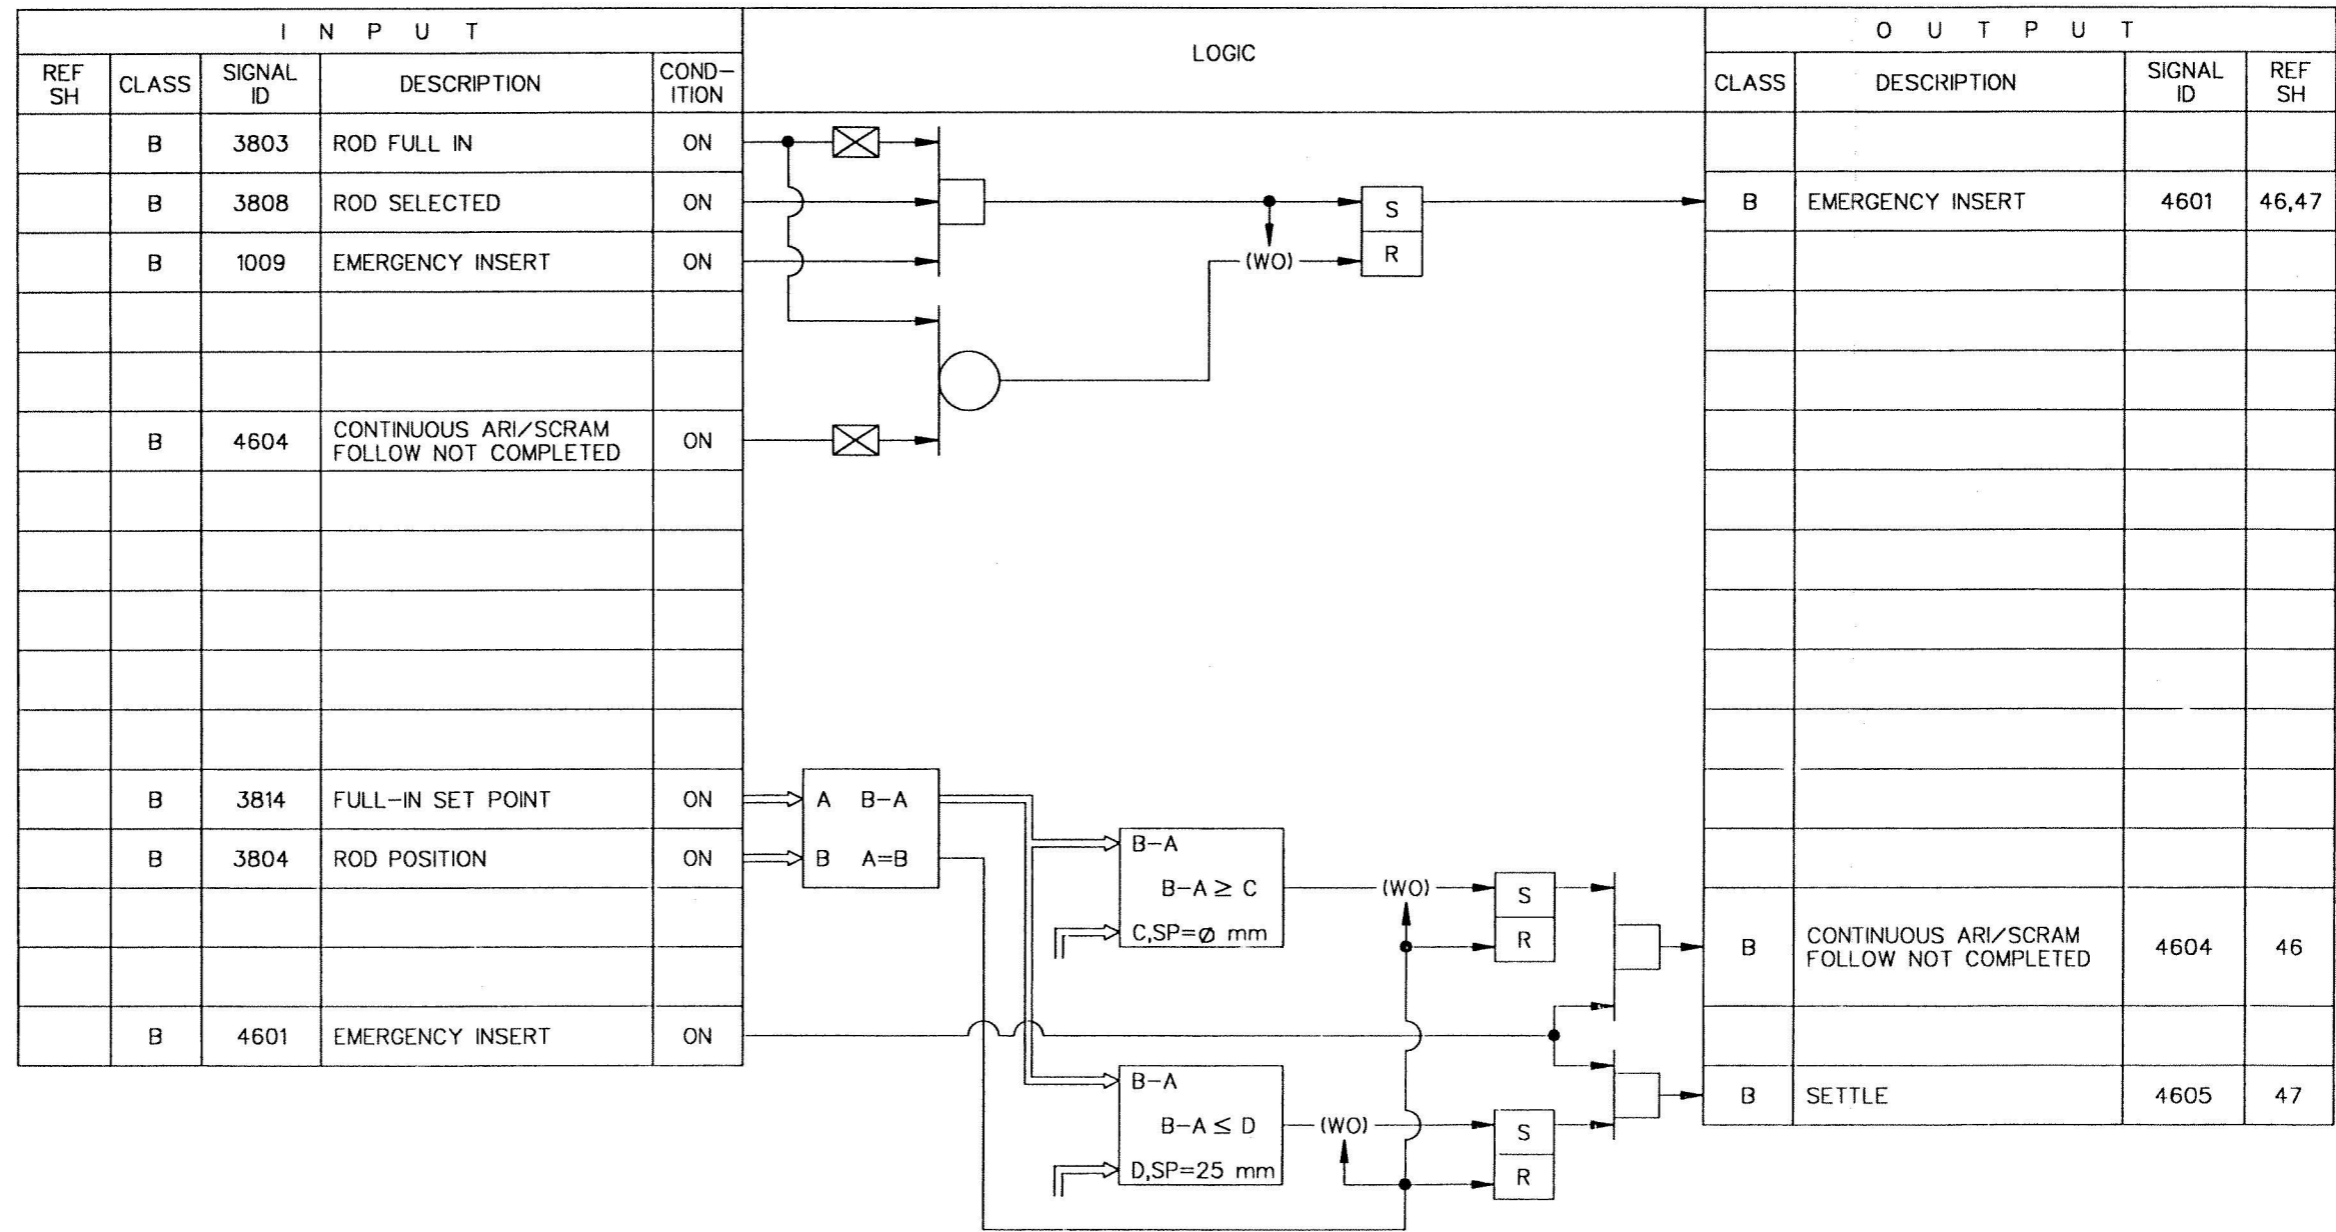 I N P U T
LOGIC
O U T P U T
REF SH
CLASS
SIGNAL ID
DESCRIPTION
COND-ITION
CLASS
DESCRIPTION
SIGNAL ID
REF SH
B 3803 ROD FULL IN ON
B 3808 ROD SELECTED ON
S
B EMERGENCY INSERT 4601 46,47
B 1009 EMERGENCY INSERT ON
(WO)
R
B 4604 CONTINUOUS ARI/SCRAM
FOLLOW NOT COMPLETED ON
B 3814 FULL-IN SET POINT ON
A B-A
B 3804 ROD POSITION ON
B A=B
B-A
B-A ≥ C
C,SP=Ø mm
(WO)
S
R
B CONTINUOUS ARI/SCRAM
FOLLOW NOT COMPLETED 4604 46
B 4601 EMERGENCY INSERT ON
B-A
B-A ≤ D
D,SP=25 mm
(WO)
S
R
B SETTLE 4605 47